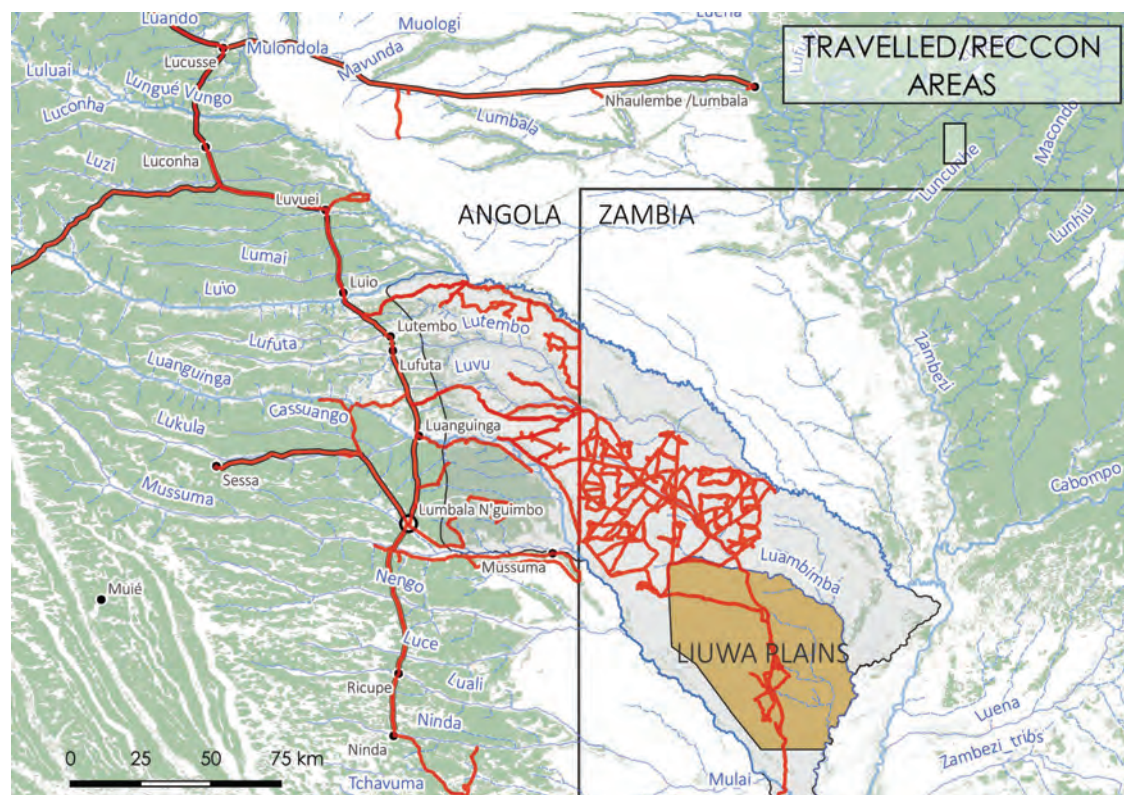 Luando
Muologi
Lucusse
Mulondola
Mavunda
TRAVELLED/RECCON
AREAS
Luluai
Lungué Vungo
Luconha
Nhaulembe /Lumbala
Lumbala
Macondo
Luncunhe
Luconha
Luzi
Luvuei
ANGOLA
ZAMBIA
Lunhiu
Lumai
Luio
Luio
Lutembo
Lutembo
Lufuta
Lufuta
Luvu
Zambezi
Luanguinga
Cassuango
Luanguinga
Lukula
Sessa
Cabompo
Mussuma
Lumbala N'guimbo
Mussuma
Luambimba
Nengo
Muié
Luce
LIUWA PLAINS
Ricupe
Luali
Luena
Ninda
Ninda
Zambezi_tribs
0 25 50 75 km
Tchavuma
Mulai